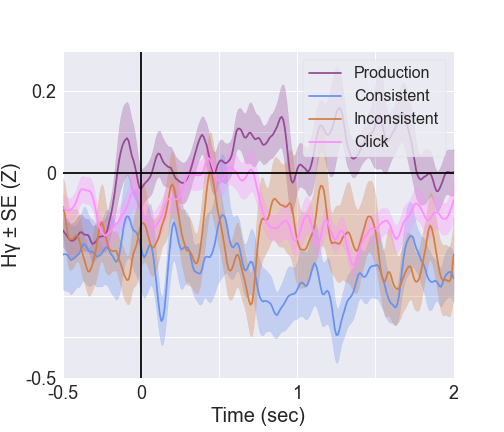 Production
Consistent
Inconsistent
Click
0.2
0
-0.5
-0.5 0 1 2
Time (sec)
Hγ ± SE (Z)